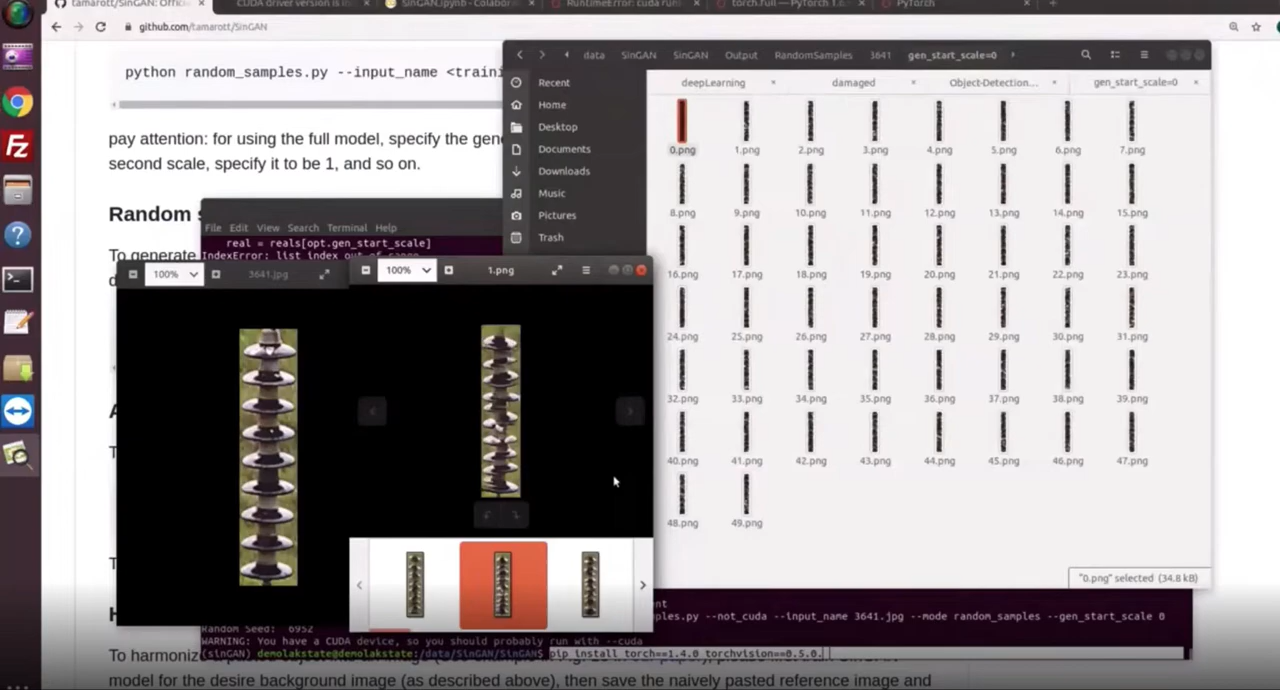 tamarott/SinGAN: Offici
CUDA driver version is in
SinGAN.ipynb - Colabora
RuntimeError: cuda run
torch.full — PyTorch 1.6
PyTorch
github.com/tamarott/SinGAN
python random_samples.py --input_name <traini
pay attention: for using the full model, specify the gene
second scale, specify it to be 1, and so on.
Random s
To generate
data SinGAN SinGAN Output RandomSamples 3641 gen_start_scale=0
deepLearning damaged Object-Detection... gen_start_scale=0
Recent
Home
Desktop
Documents
Downloads
Music
Pictures
Trash
0.png 1.png 2.png 3.png 4.png 5.png 6.png 7.png
8.png 9.png 10.png 11.png 12.png 13.png 14.png 15.png
16.png 17.png 18.png 19.png 20.png 21.png 22.png 23.png
24.png 25.png 26.png 27.png 28.png 29.png 30.png 31.png
32.png 33.png 34.png 35.png 36.png 37.png 38.png 39.png
40.png 41.png 42.png 43.png 44.png 45.png 46.png 47.png
48.png 49.png
"0.png" selected (34.8 kB)
File Edit View Search Terminal Help
real = reals[opt.gen_start_scale]
IndexError: list index out of range
100% 3641.jpg
100% 1.png
ent
ples.py --not_cuda --input_name 3641.jpg --mode random_samples --gen_start_scale 0
Random Seed: 6952
WARNING: You have a CUDA device, so you should probably run with --cuda
(sinGAN) demolakstate@demolakstate:/data/SinGAN/SinGAN$ pip install torch==1.4.0 torchvision==0.5.0
To harmonize
model for the desire background image (as described above), then save the naively pasted reference image and